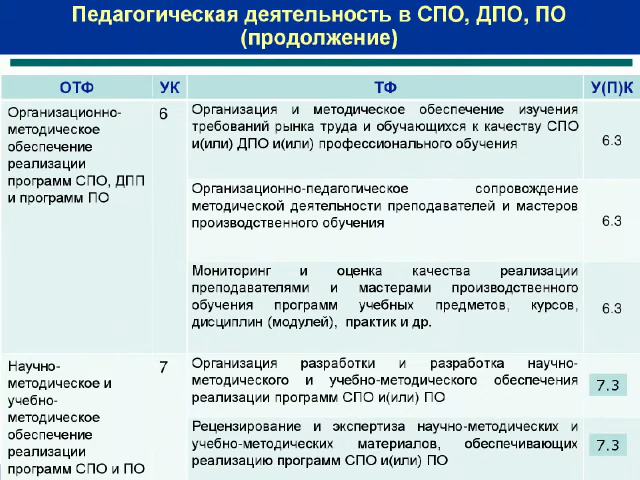 Педагогическая деятельность в СПО, ДПО, ПО
(продолжение)
ОТФ УК ТФ У(П)К
Организационно-
методическое
обеспечение
реализации
программ СПО, ДПП
и программ ПО
6
Организация и методическое обеспечение изучения
требований рынка труда и обучающихся к качеству СПО
и(или) ДПО и(или) профессионального обучения
6.3
Организационно-педагогическое сопровождение
методической деятельности преподавателей и мастеров
производственного обучения
6.3
Мониторинг и оценка качества реализации
преподавателями и мастерами производственного
обучения программ учебных предметов, курсов,
дисциплин (модулей), практик и др.
6.3
Научно-
методическое и
учебно-
методическое
обеспечение
реализации
программ СПО и ПО
7
Организация разработки и разработка научно-
методического и учебно-методического обеспечения
реализации программ СПО и(или) ПО
7.3
Рецензирование и экспертиза научно-методических и
учебно-методических материалов, обеспечивающих
реализацию программ СПО и(или) ПО
7.3